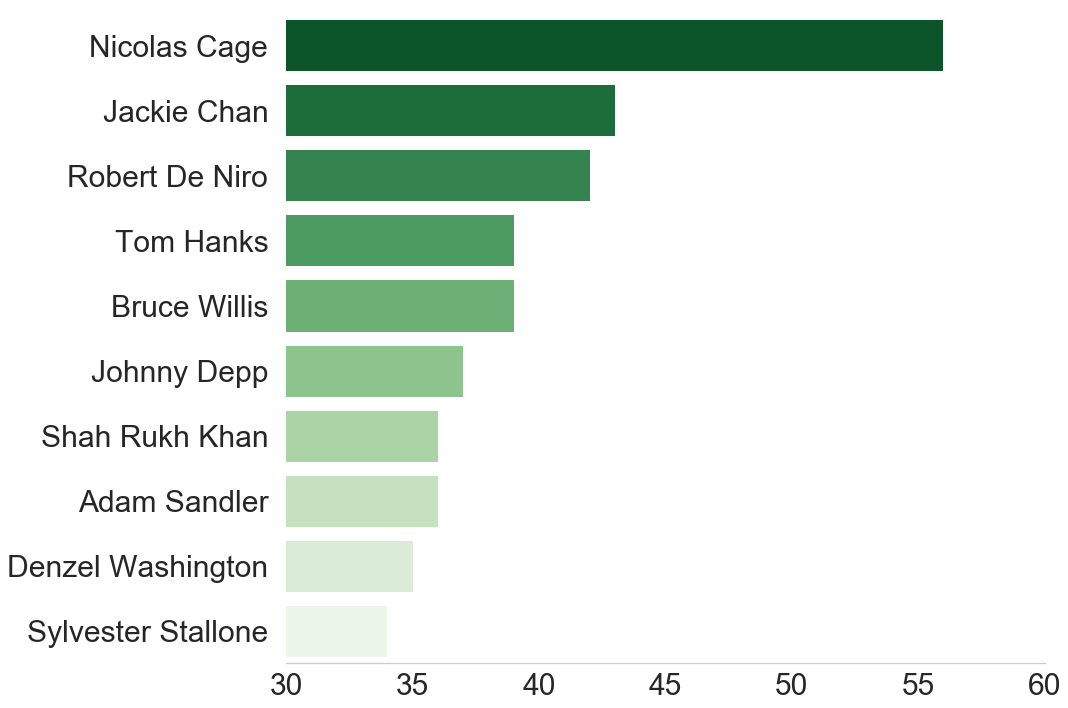 Nicolas Cage
Jackie Chan
Robert De Niro
Tom Hanks
Bruce Willis
Johnny Depp
Shah Rukh Khan
Adam Sandler
Denzel Washington
Sylvester Stallone
30 35 40 45 50 55 60